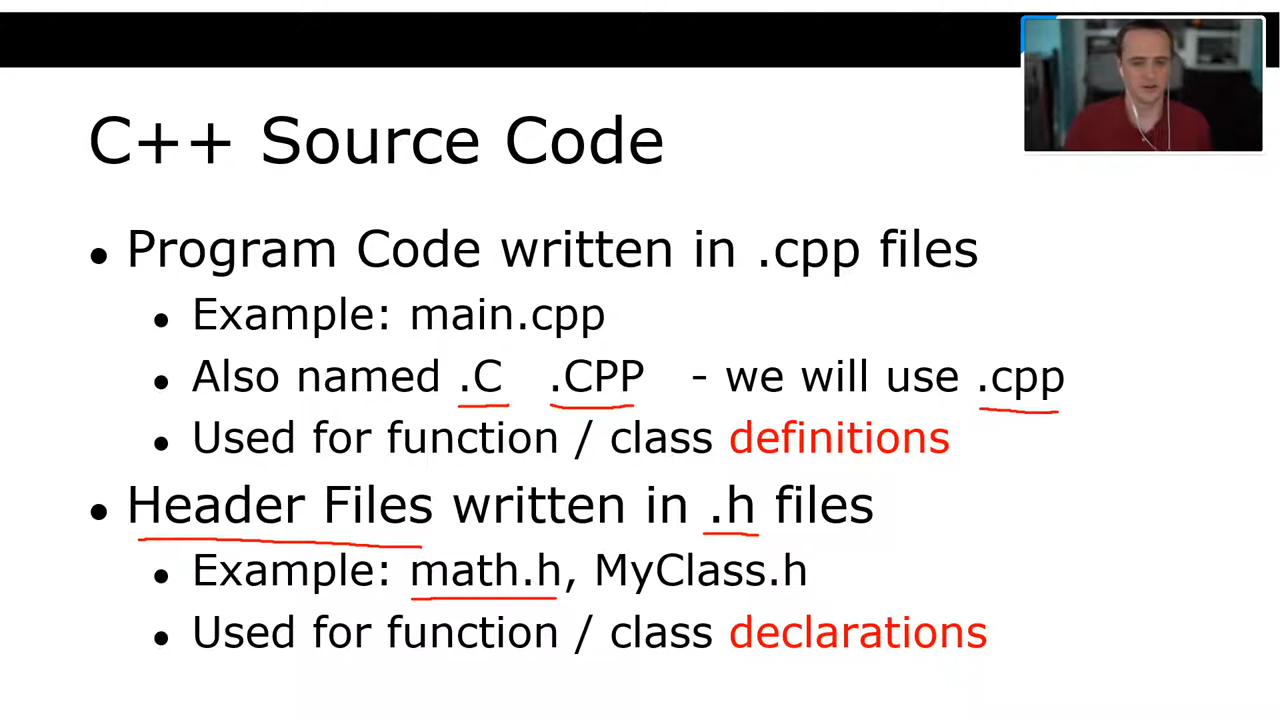 C++ Source Code
● Program Code written in .cpp files
● Example: main.cpp
● Also named .C .CPP - we will use .cpp
● Used for function / class definitions
● Header Files written in .h files
● Example: math.h, MyClass.h
● Used for function / class declarations